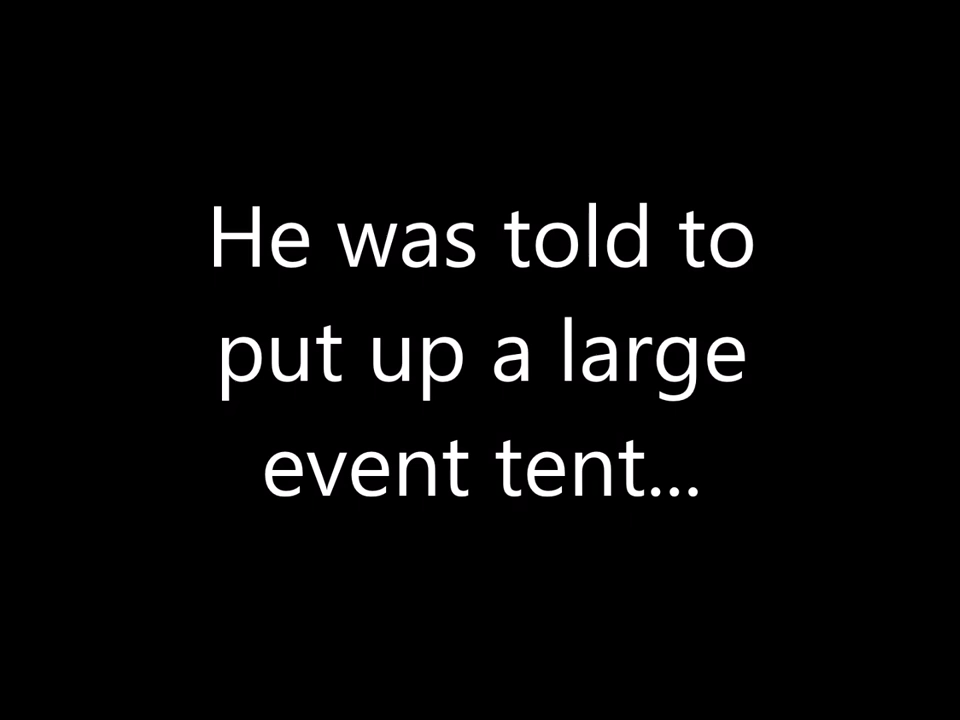 He was told to
put up a large
event tent...